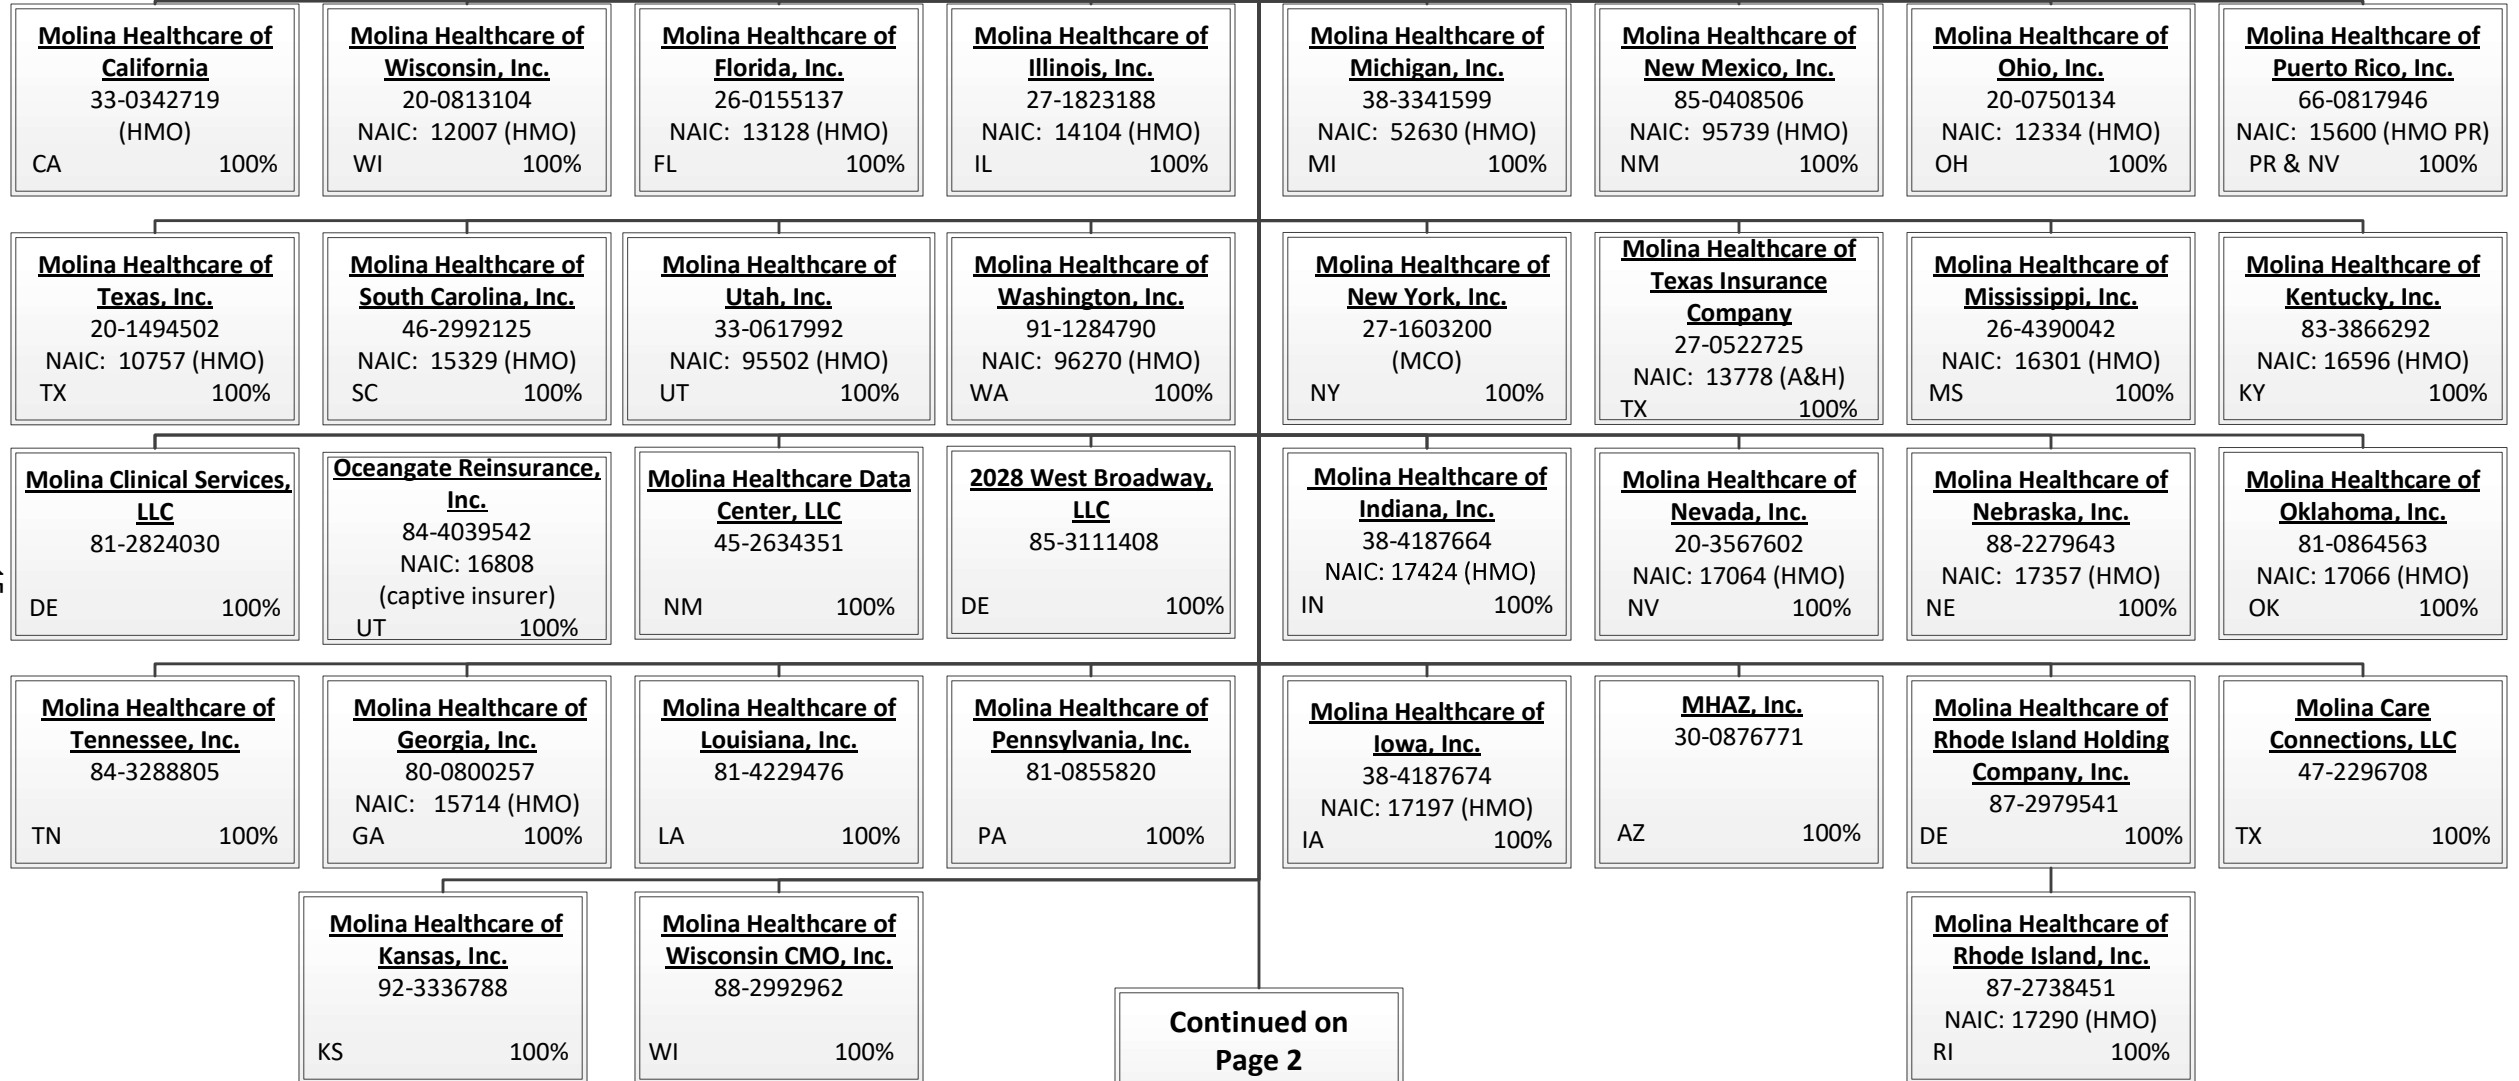 Molina Healthcare of
California
33-0342719
(HMO)
CA 100%
Molina Healthcare of
Wisconsin, Inc.
20-0813104
NAIC: 12007 (HMO)
WI 100%
Molina Healthcare of
Florida, Inc.
26-0155137
NAIC: 13128 (HMO)
FL 100%
Molina Healthcare of
Illinois, Inc.
27-1823188
NAIC: 14104 (HMO)
IL 100%
Molina Healthcare of
Michigan, Inc.
38-3341599
NAIC: 52630 (HMO)
MI 100%
Molina Healthcare of
New Mexico, Inc.
85-0408506
NAIC: 95739 (HMO)
NM 100%
Molina Healthcare of
Ohio, Inc.
20-0750134
NAIC: 12334 (HMO)
OH 100%
Molina Healthcare of
Puerto Rico, Inc.
66-0817946
NAIC: 15600 (HMO PR)
PR & NV 100%
Molina Healthcare of
Texas, Inc.
20-1494502
NAIC: 10757 (HMO)
TX 100%
Molina Healthcare of
South Carolina, Inc.
46-2992125
NAIC: 15329 (HMO)
SC 100%
Molina Healthcare of
Utah, Inc.
33-0617992
NAIC: 95502 (HMO)
UT 100%
Molina Healthcare of
Washington, Inc.
91-1284790
NAIC: 96270 (HMO)
WA 100%
Molina Healthcare of
New York, Inc.
27-1603200
(MCO)
NY 100%
Molina Healthcare of
Texas Insurance
Company
27-0522725
NAIC: 13778 (A&H)
TX 100%
Molina Healthcare of
Mississippi, Inc.
26-4390042
NAIC: 16301 (HMO)
MS 100%
Molina Healthcare of
Kentucky, Inc.
83-3866292
NAIC: 16596 (HMO)
KY 100%
Molina Clinical Services,
LLC
81-2824030
DE 100%
Oceangate Reinsurance,
Inc.
84-4039542
NAIC: 16808
(captive insurer)
UT 100%
Molina Healthcare Data
Center, LLC
45-2634351
NM 100%
2028 West Broadway,
LLC
85-3111408
DE 100%
Molina Healthcare of
Indiana, Inc.
38-4187664
NAIC: 17424 (HMO)
IN 100%
Molina Healthcare of
Nevada, Inc.
20-3567602
NAIC: 17064 (HMO)
NV 100%
Molina Healthcare of
Nebraska, Inc.
88-2279643
NAIC: 17357 (HMO)
NE 100%
Molina Healthcare of
Oklahoma, Inc.
81-0864563
NAIC: 17066 (HMO)
OK 100%
Molina Healthcare of
Tennessee, Inc.
84-3288805
TN 100%
Molina Healthcare of
Georgia, Inc.
80-0800257
NAIC: 15714 (HMO)
GA 100%
Molina Healthcare of
Louisiana, Inc.
81-4229476
LA 100%
Molina Healthcare of
Pennsylvania, Inc.
81-0855820
PA 100%
Molina Healthcare of
Iowa, Inc.
38-4187674
NAIC: 17197 (HMO)
IA 100%
MHAZ, Inc.
30-0876771
AZ 100%
Molina Healthcare of
Rhode Island Holding
Company, Inc.
87-2979541
DE 100%
Molina Care
Connections, LLC
47-2296708
TX 100%
Molina Healthcare of
Kansas, Inc.
92-3336788
KS 100%
Molina Healthcare of
Wisconsin CMO, Inc.
88-2992962
WI 100%
Continued on
Page 2
Molina Healthcare of
Rhode Island, Inc.
87-2738451
NAIC: 17290 (HMO)
RI 100%